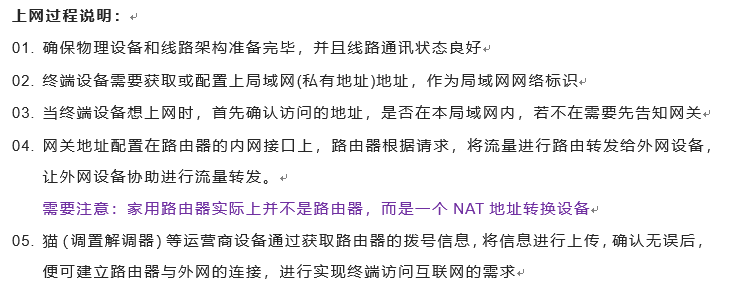 上网过程说明：
01. 确保物理设备和线路架构准备完毕，并且线路通讯状态良好
02. 终端设备需要获取或配置上局域网(私有地址)地址，作为局域网网络标识
03. 当终端设备想上网时，首先确认访问的地址，是否在本局域网内，若不在需要先告知网关
04. 网关地址配置在路由器的内网接口上，路由器根据请求，将流量进行路由转发给外网设备，
让外网设备协助进行流量转发。
需要注意：家用路由器实际上并不是路由器，而是一个 NAT 地址转换设备
05. 猫(调置解调器)等运营商设备通过获取路由器的拨号信息,将信息进行上传,确认无误后，
便可建立路由器与外网的连接，进行实现终端访问互联网的需求